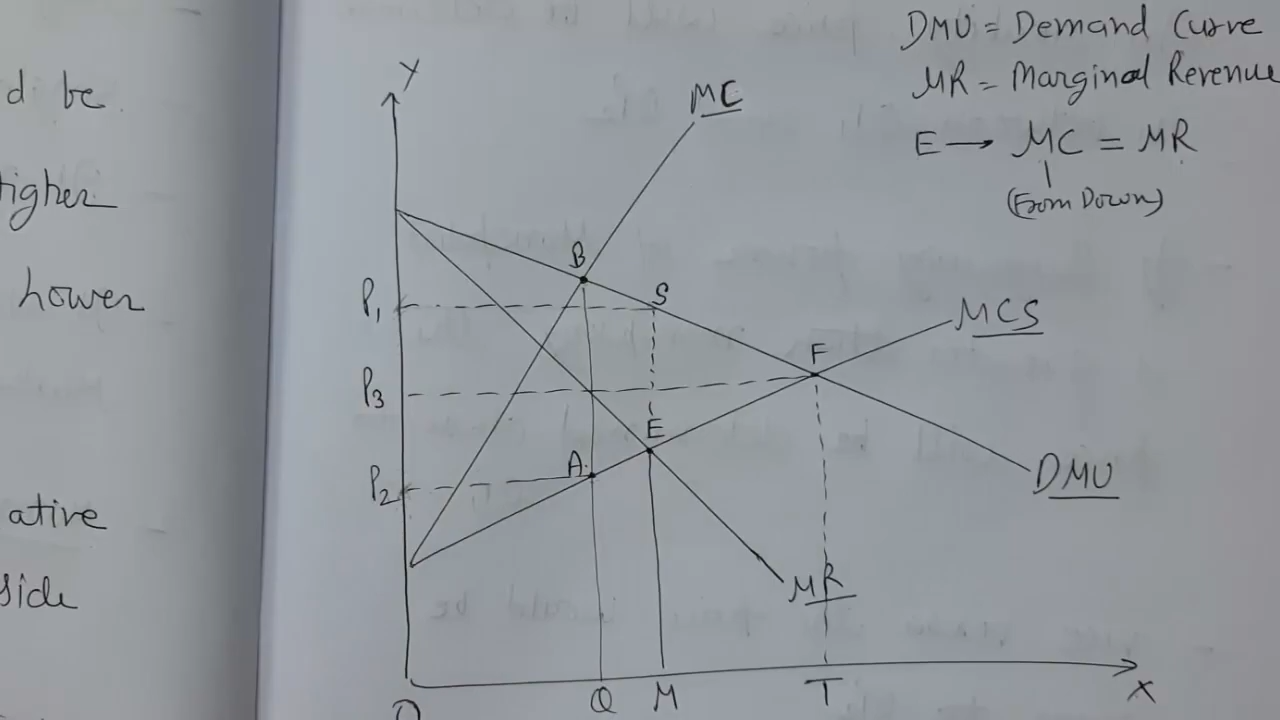 d be
Higher
hower
ative
side
DMU = Demand Curve
MR = Marginal Revenue
E → MC = MR
(From Down)
Y
MC
B
P1
S
MCS
P3
F
E
A
P2
DMU
MR
O
Q
M
T
X